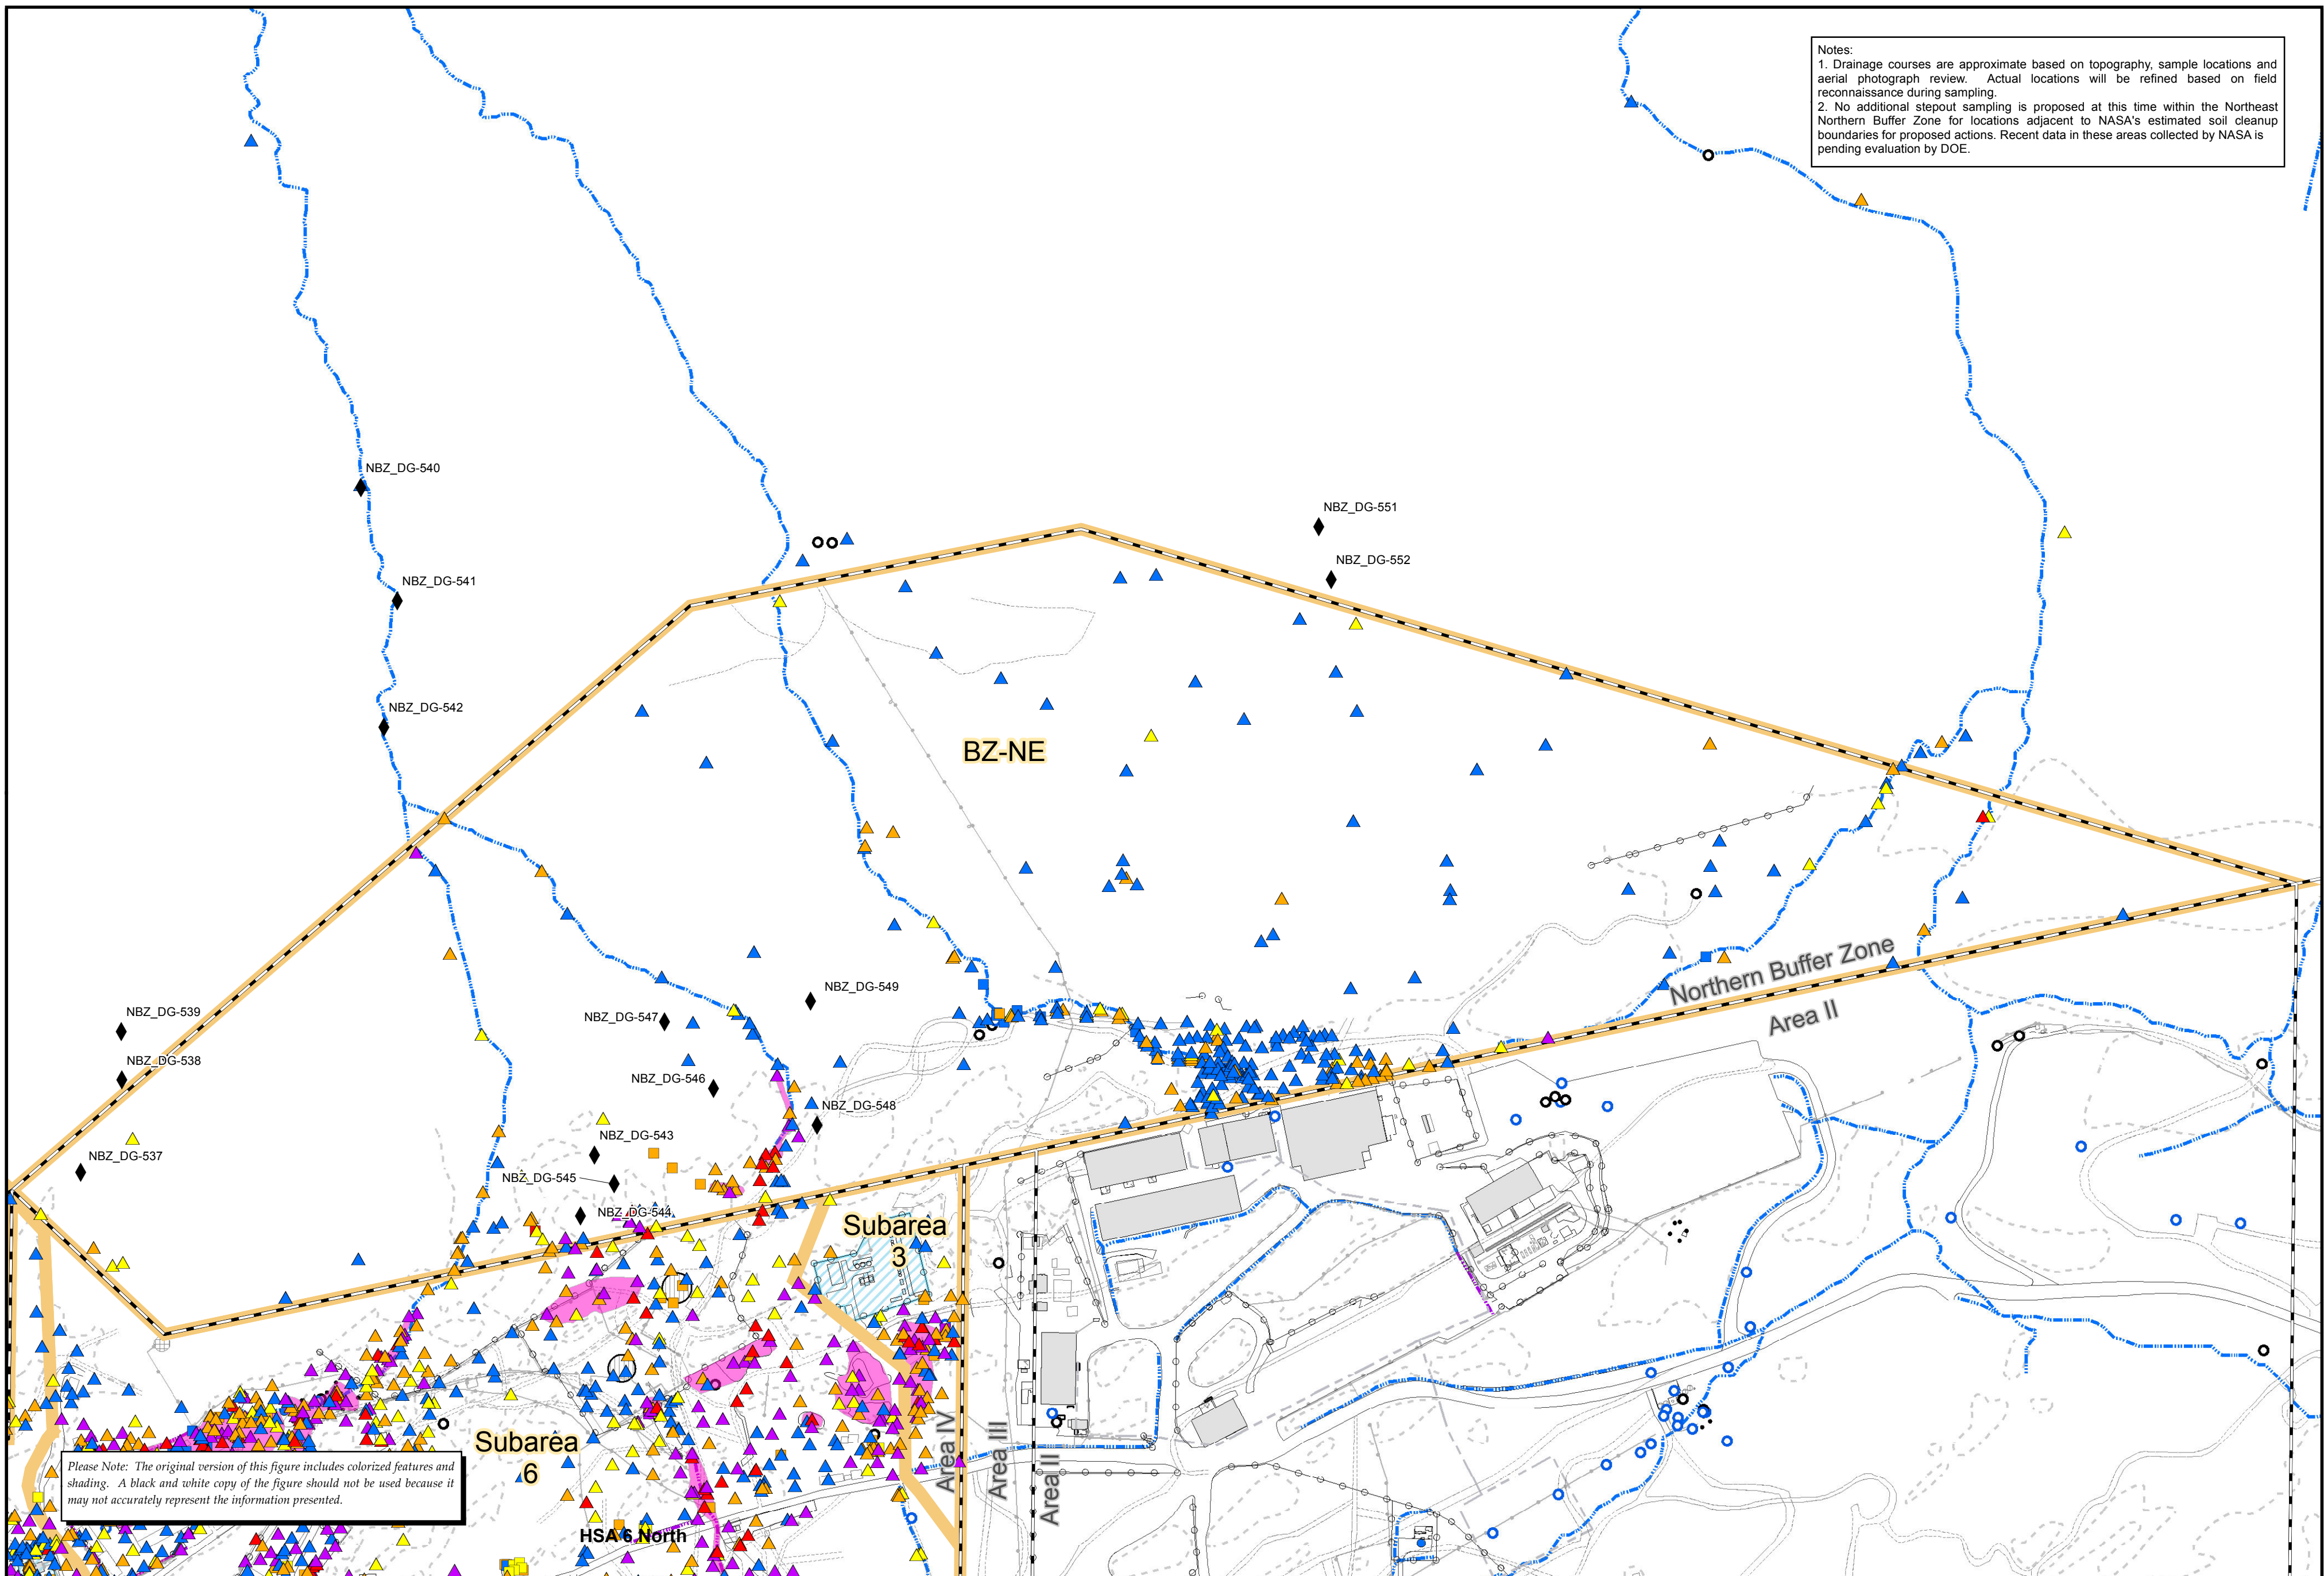 Notes:
1. Drainage courses are approximate based on topography, sample locations and
aerial photograph review. Actual locations will be refined based on field
reconnaissance during sampling.
2. No additional stepout sampling is proposed at this time within the Northeast
Northern Buffer Zone for locations adjacent to NASA's estimated soil cleanup
boundaries for proposed actions. Recent data in these areas collected by NASA is
pending evaluation by DOE.
NBZ_DG-540
NBZ_DG-551
NBZ_DG-552
NBZ_DG-541
NBZ_DG-542
BZ-NE
NBZ_DG-549
NBZ_DG-539
NBZ_DG-547
Northern Buffer Zone
Area II
NBZ_DG-538
NBZ_DG-546
NBZ_DG-548
NBZ_DG-543
NBZ_DG-537
NBZ_DG-545
NBZ_DG-544
Subarea
3
Area IV
Area III
Area II
Subarea
6
Please Note: The original version of this figure includes colorized features and
shading. A black and white copy of the figure should not be used because it
may not accurately represent the information presented.
HSA 6 North